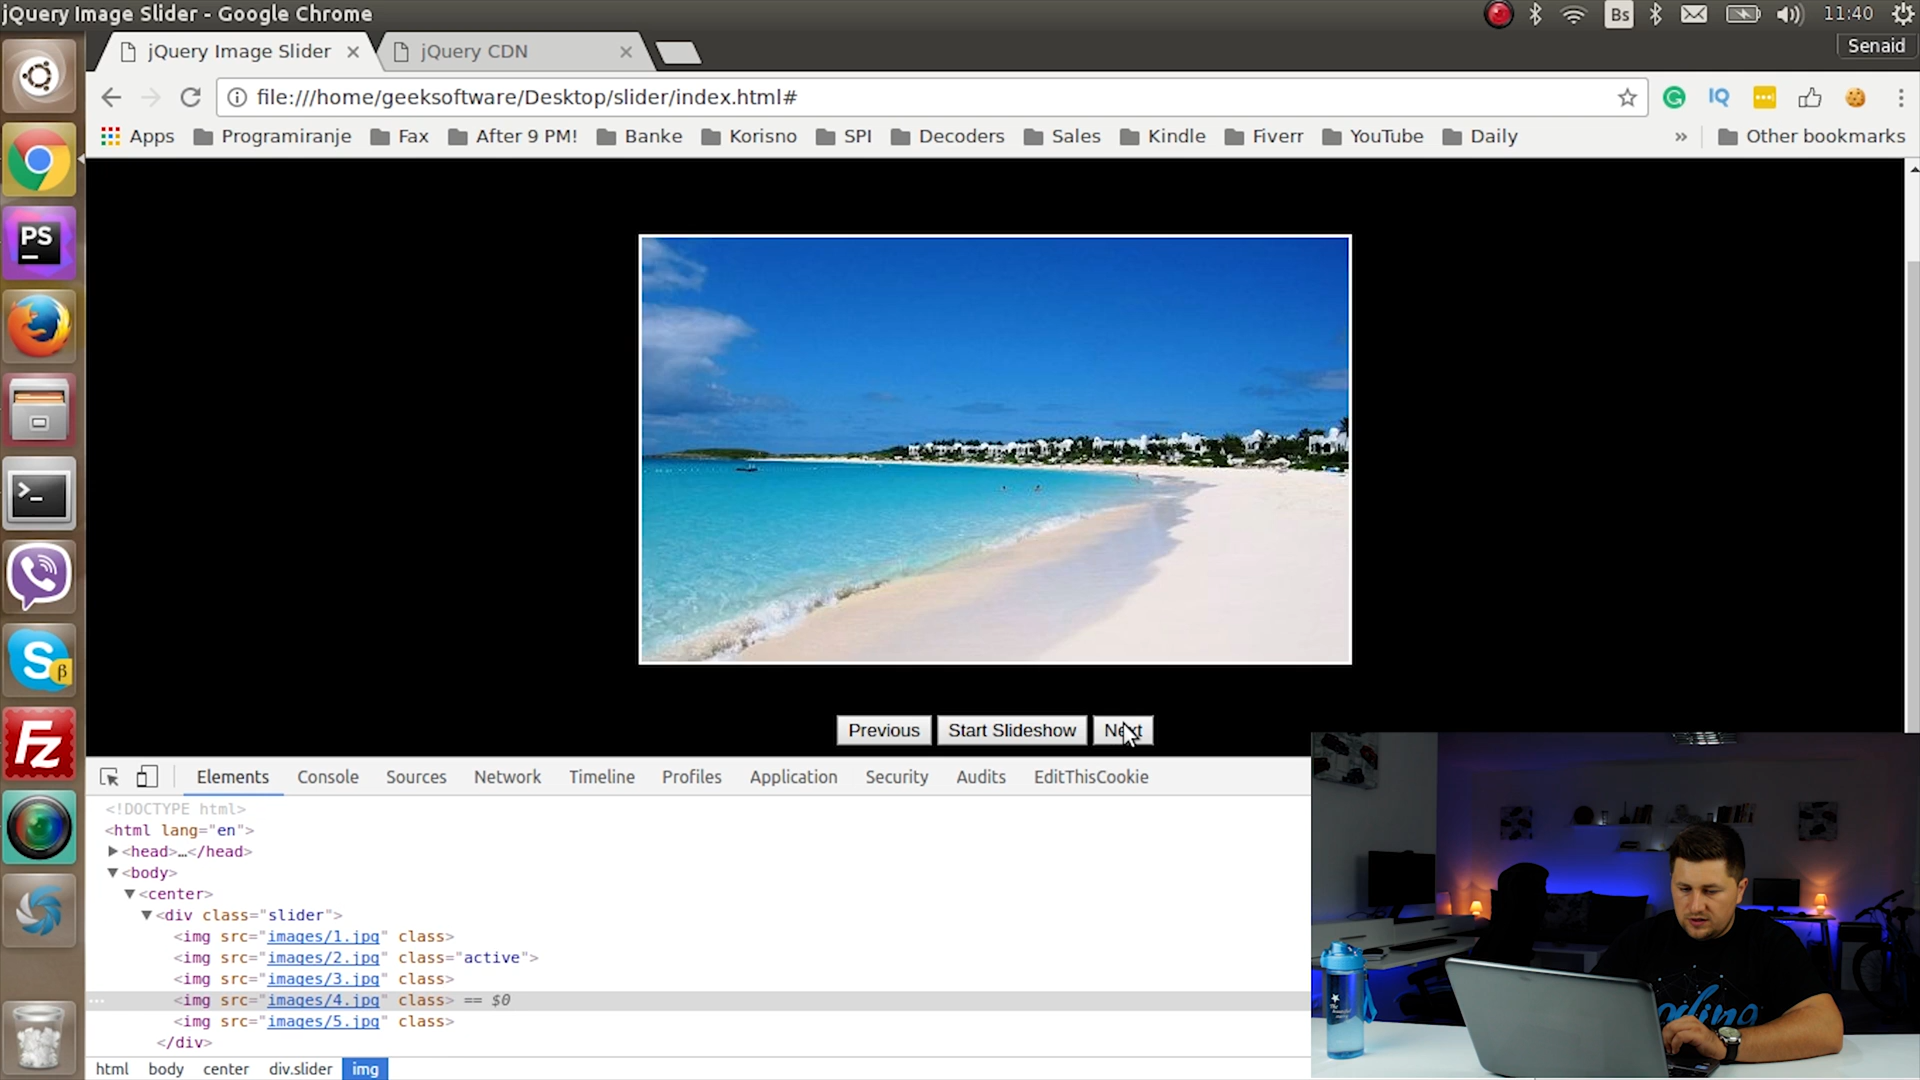 jQuery Image Slider - Google Chrome
Bs
11:40
jQuery Image Slider
jQuery CDN
Senaid
file:///home/geeksoftware/Desktop/slider/index.html#
G
IQ
Apps
Programiranje
Fax
After 9 PM!
Banke
Korisno
SPI
Decoders
Sales
Kindle
Fiverr
YouTube
Daily
»
Other bookmarks
PS
>_
S
β
Fz
Previous
Start Slideshow
Next
Elements
Console
Sources
Network
Timeline
Profiles
Application
Security
Audits
EditThisCookie
<!DOCTYPE html>
<html lang="en">
<head>…</head>
<body>
<center>
<div class="slider">
<img src="images/1.jpg" class>
<img src="images/2.jpg" class="active">
<img src="images/3.jpg" class>
... <img src="images/4.jpg" class> == $0
<img src="images/5.jpg" class>
</div>
html
body
center
div.slider
img